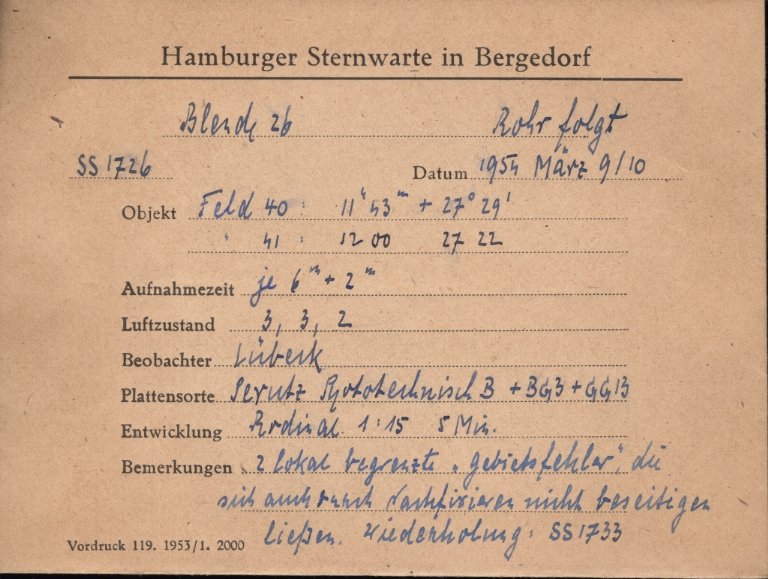 Hamburger Sternwarte in Bergedorf
Blende 26 Rohr folgt
SS 1726 Datum 1954 März 9/10
Objekt Feld 40 : 11ʰ 43ᵐ + 27° 29'
" 41 : 12 00 27 22
Aufnahmezeit je 6ᵐ + 2ᵐ
Luftzustand 3, 3, 2
Beobachter Lübeck
Plattensorte Perutz Phototechnisch B + BG3 + GG13
Entwicklung Rodinal 1:15 5 Min.
Bemerkungen 2 lokal begrenzte „Gebietsfehler", die
sich auch durch Nachfixieren nicht beseitigen
ließen. Wiederholung: SS 1733
Vordruck 119. 1953/1. 2000